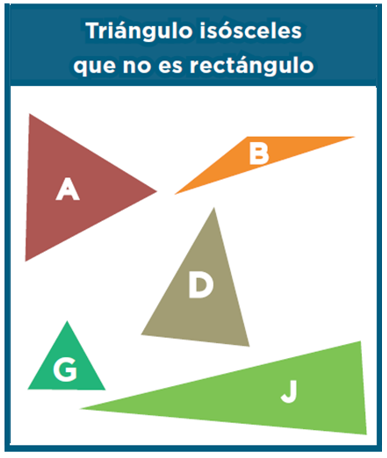 Triángulo isósceles
que no es rectángulo
A
B
D
G
J